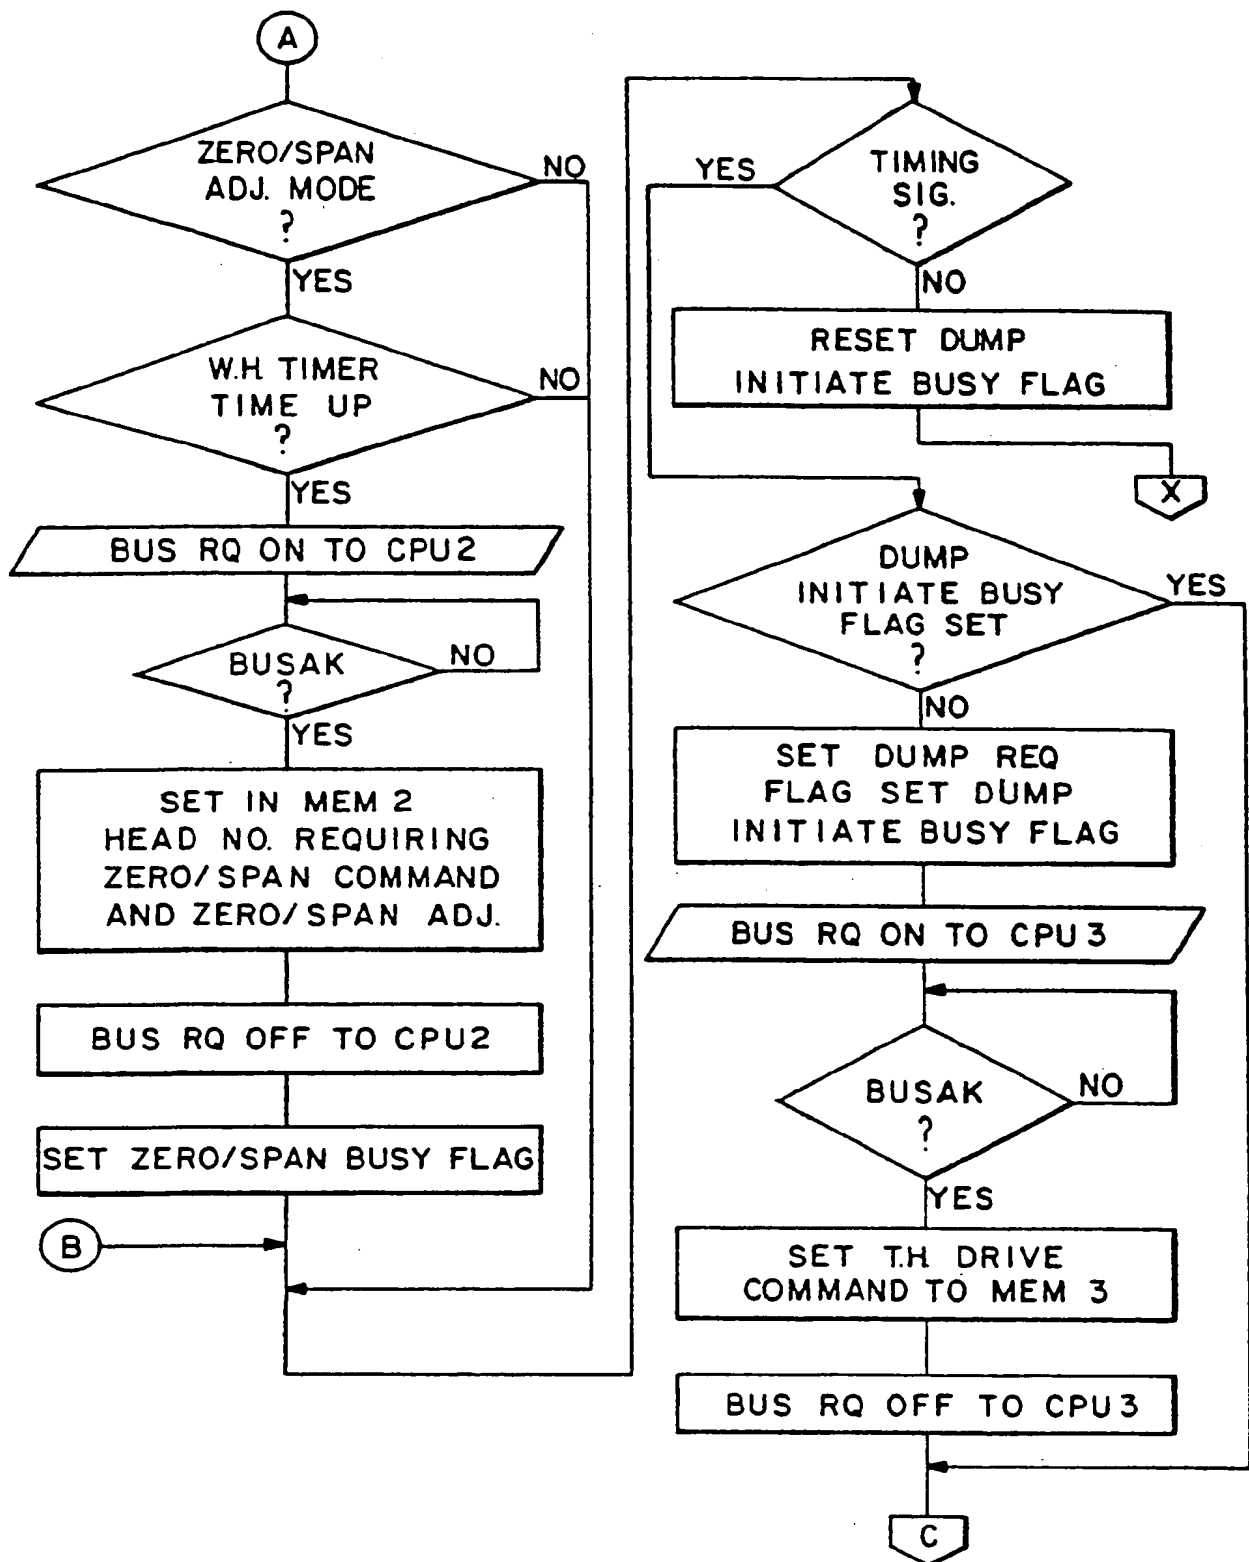 A
ZERO/SPAN
ADJ. MODE
?
NO
YES
W.H. TIMER
TIME UP
?
NO
YES
BUS RQ ON TO CPU2
BUSAK
?
NO
YES
SET IN MEM 2
HEAD NO. REQUIRING
ZERO/SPAN COMMAND
AND ZERO/SPAN ADJ.
BUS RQ OFF TO CPU2
SET ZERO/SPAN BUSY FLAG
B
TIMING
SIG.
?
YES
NO
RESET DUMP
INITIATE BUSY FLAG
X
DUMP
INITIATE BUSY
FLAG SET
?
YES
NO
SET DUMP REQ
FLAG SET DUMP
INITIATE BUSY FLAG
BUS RQ ON TO CPU3
BUSAK
?
NO
YES
SET T.H. DRIVE
COMMAND TO MEM 3
BUS RQ OFF TO CPU3
C